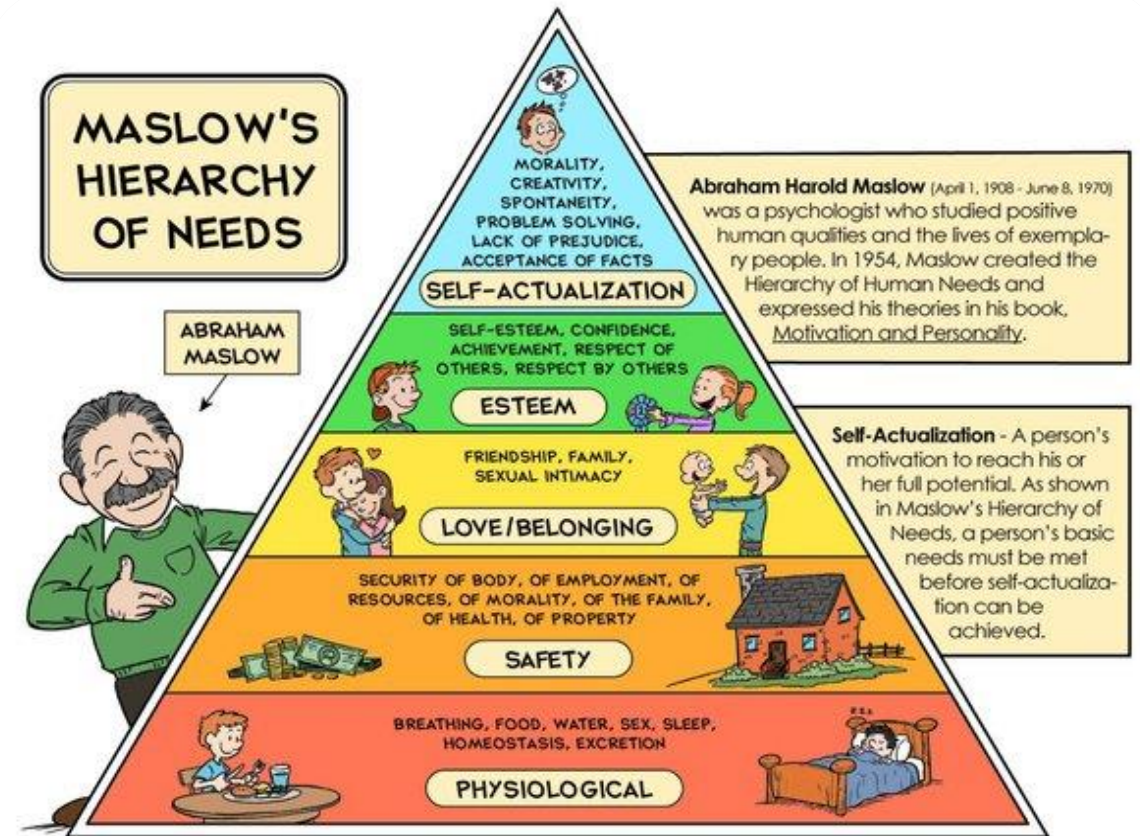 MASLOW'S
HIERARCHY
OF NEEDS
ABRAHAM
MASLOW
MORALITY,
CREATIVITY,
SPONTANEITY,
PROBLEM SOLVING,
LACK OF PREJUDICE,
ACCEPTANCE OF FACTS
SELF-ACTUALIZATION
SELF-ESTEEM, CONFIDENCE,
ACHIEVEMENT, RESPECT OF
OTHERS, RESPECT BY OTHERS
ESTEEM
FRIENDSHIP, FAMILY,
SEXUAL INTIMACY
LOVE/BELONGING
SECURITY OF BODY, OF EMPLOYMENT, OF
RESOURCES, OF MORALITY, OF THE FAMILY,
OF HEALTH, OF PROPERTY
SAFETY
BREATHING, FOOD, WATER, SEX, SLEEP,
HOMEOSTASIS, EXCRETION
PHYSIOLOGICAL
zzz
Abraham Harold Maslow (April 1, 1908 - June 8, 1970)
was a psychologist who studied positive
human qualities and the lives of exempla-
ry people. In 1954, Maslow created the
Hierarchy of Human Needs and
expressed his theories in his book,
Motivation and Personality.
Self-Actualization - A person's
motivation to reach his or
her full potential. As shown
in Maslow's Hierarchy of
Needs, a person's basic
needs must be met
before self-actualiza-
tion can be
achieved.